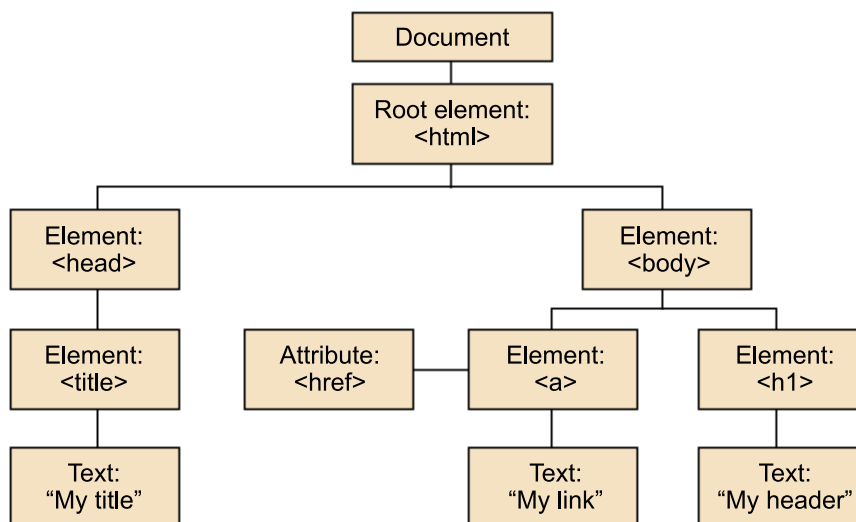 Document
Root element:
<html>
Element:
<head>
Element:
<body>
Element:
<title>
Attribute:
<href>
Element:
<a>
Element:
<h1>
Text:
“My title”
Text:
“My link”
Text:
“My header”